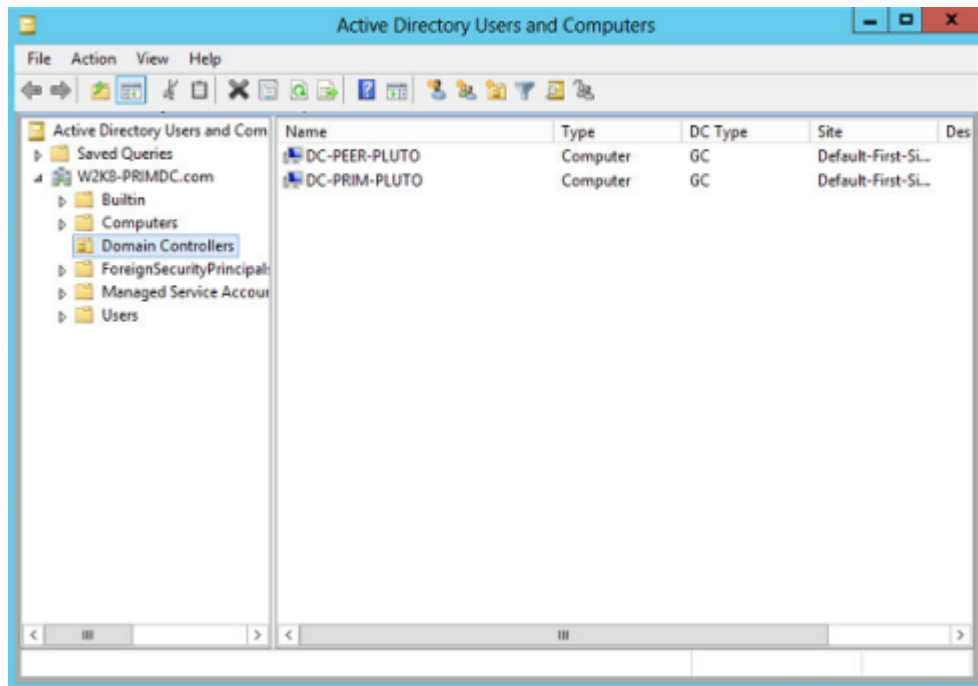 Active Directory Users and Computers
File Action View Help
Active Directory Users and Com
Saved Queries
W2K8-PRIMDC.com
Builtin
Computers
Domain Controllers
ForeignSecurityPrincipals
Managed Service Accour
Users
Name Type DC Type Site Des
DC-PEER-PLUTO Computer GC Default-First-Si...
DC-PRIM-PLUTO Computer GC Default-First-Si...